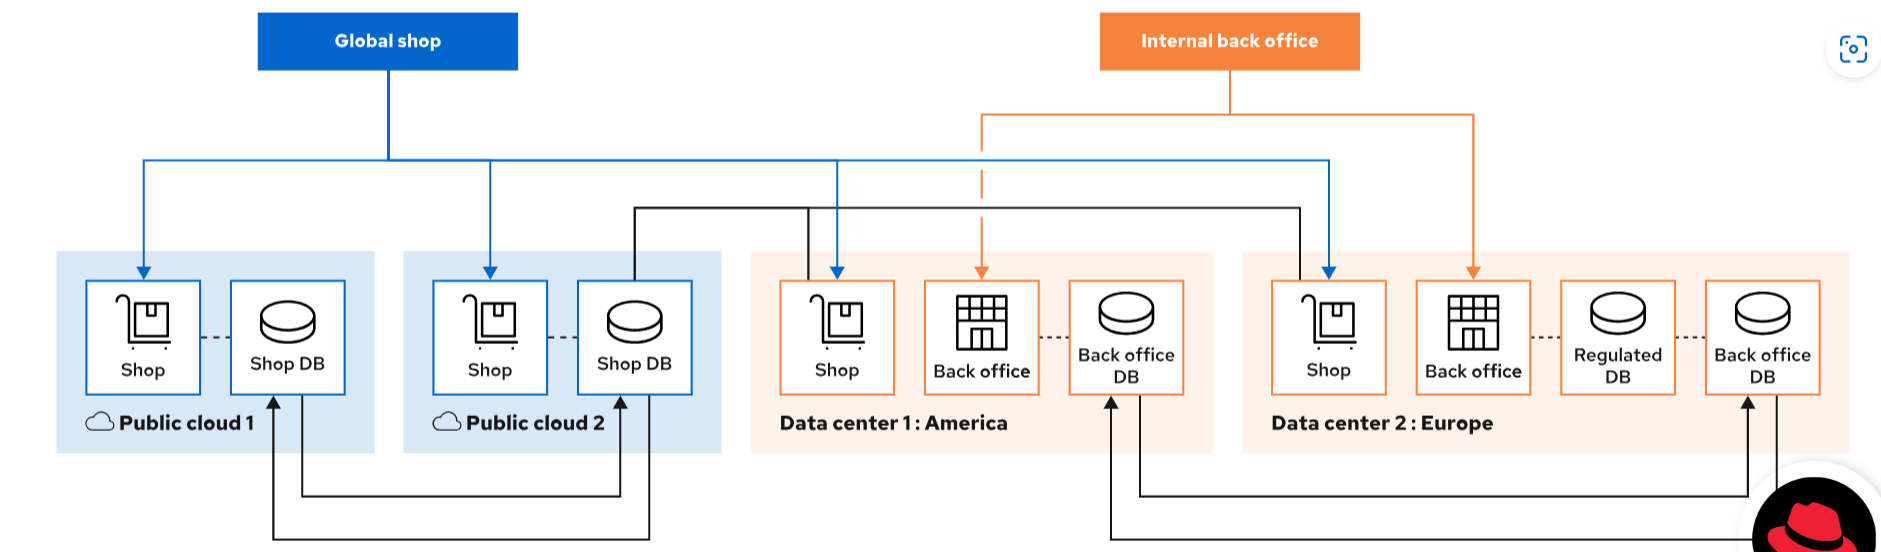 Global shop
Internal back office
Shop
Shop DB
Public cloud 1
Shop
Shop DB
Public cloud 2
Shop
Back office
Back office
DB
Data center 1: America
Shop
Back office
Regulated
DB
Back office
DB
Data center 2 : Europe